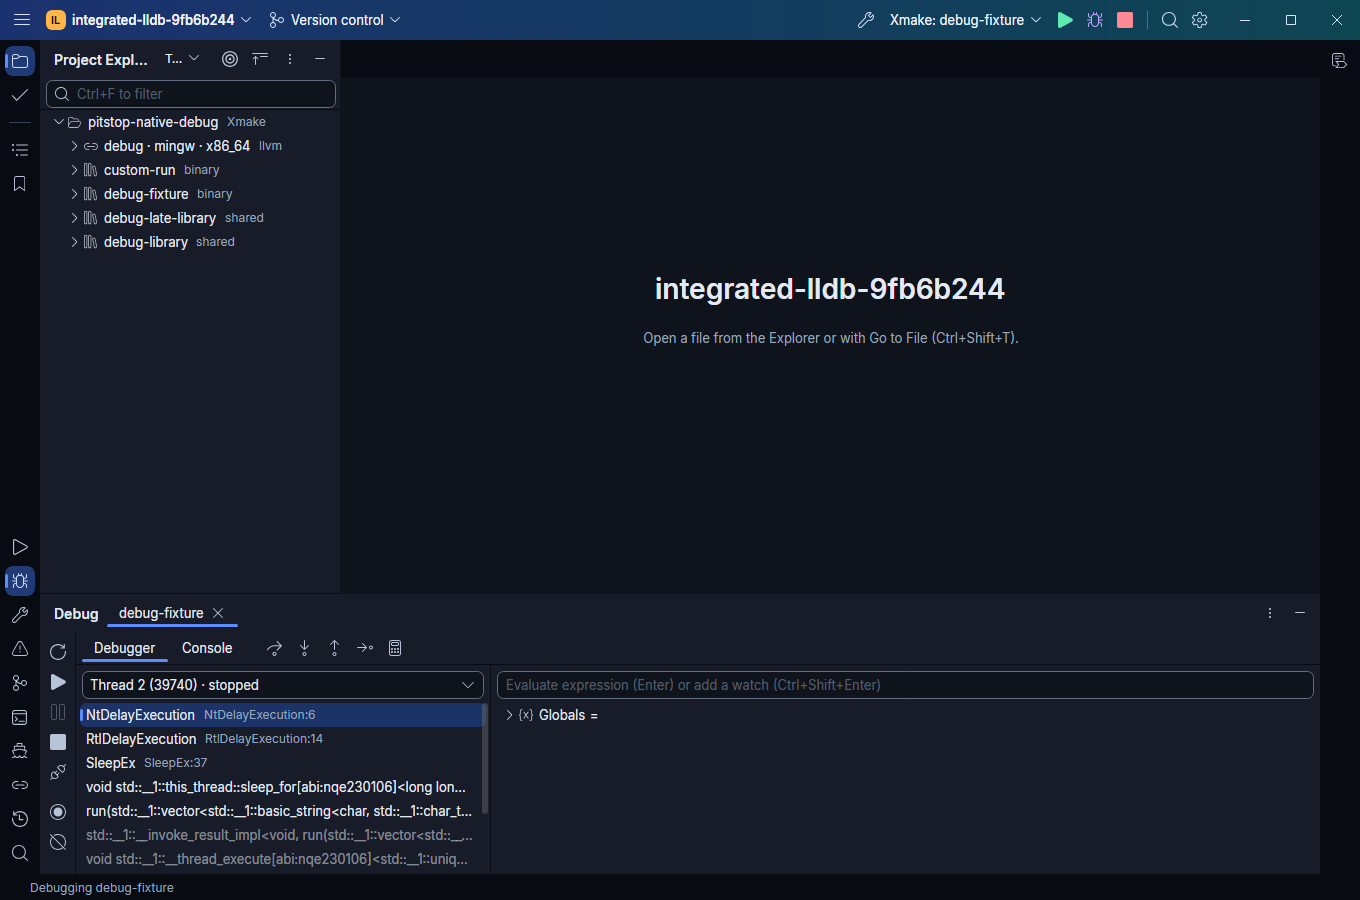 IL integrated-lldb-9fb6b244 Version control Xmake: debug-fixture
Project Expl... T...
Ctrl+F to filter
pitstop-native-debug Xmake
debug · mingw · x86_64 llvm
custom-run binary
debug-fixture binary
debug-late-library shared
debug-library shared
integrated-lldb-9fb6b244
Open a file from the Explorer or with Go to File (Ctrl+Shift+T).
Debug debug-fixture
Debugger Console
Thread 2 (39740) · stopped
Evaluate expression (Enter) or add a watch (Ctrl+Shift+Enter)
NtDelayExecution NtDelayExecution:6
{x} Globals =
RtlDelayExecution RtlDelayExecution:14
SleepEx SleepEx:37
void std::__1::this_thread::sleep_for[abi:nqe230106]<long lon...
run(std::__1::vector<std::__1::basic_string<char, std::__1::char_t...
std::__1::__invoke_result_impl<void, run(std::__1::vector<std::__...
void std::__1::__thread_execute[abi:nqe230106]<std::__1::uniq...
Debugging debug-fixture